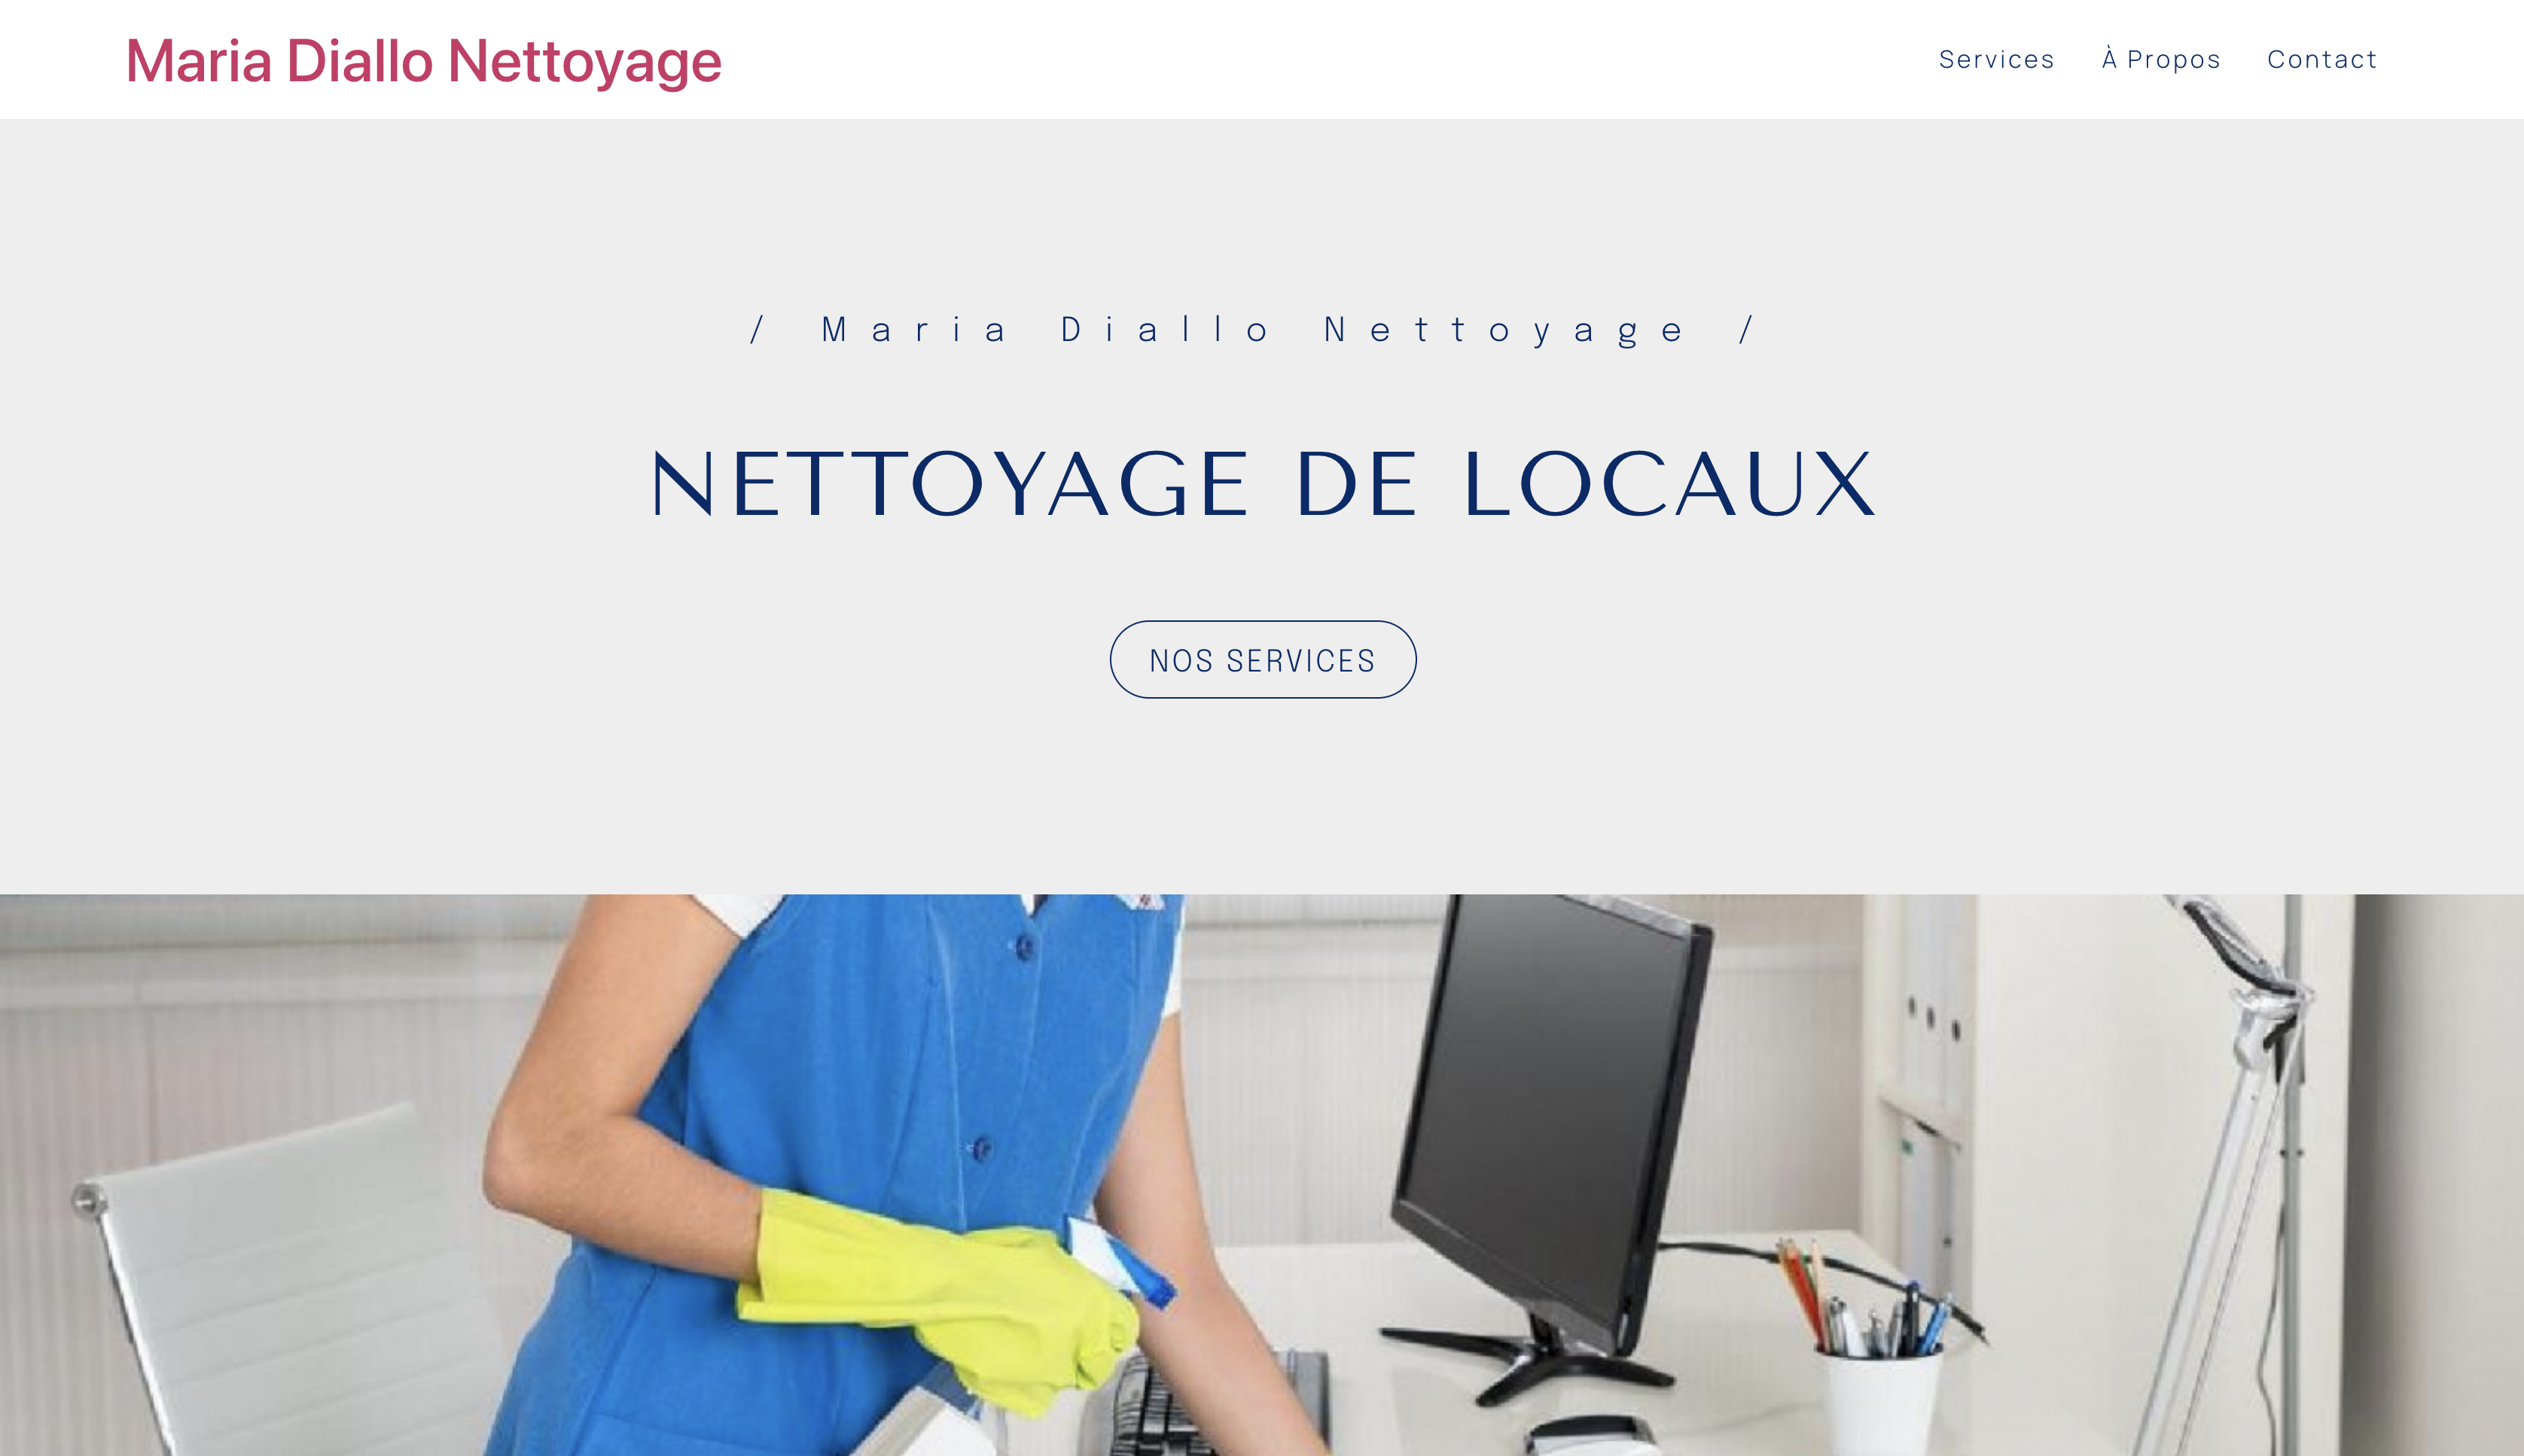 Maria Diallo Nettoyage
Services À Propos Contact
/ Maria Diallo Nettoyage /
NETTOYAGE DE LOCAUX
NOS SERVICES